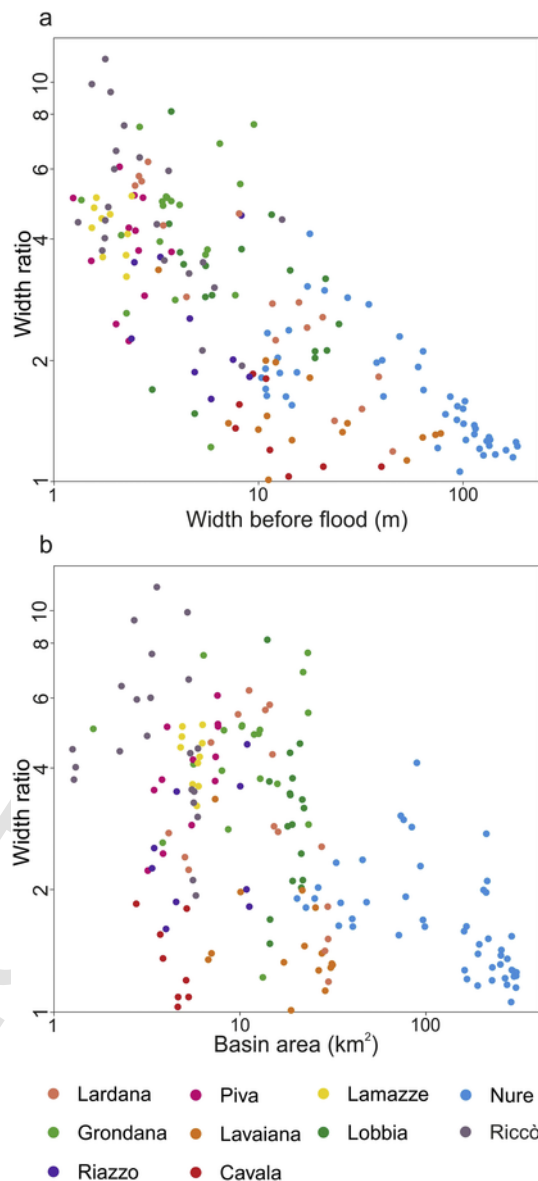 a
10
8
6
4
2
1
Width ratio
1 10 100
Width before flood (m)
b
10
8
6
4
2
1
Width ratio
1 10 100
Basin area (km²)
Lardana Piva Lamazze Nure
Grondana Lavaiana Lobbia Riccò
Riazzo Cavala